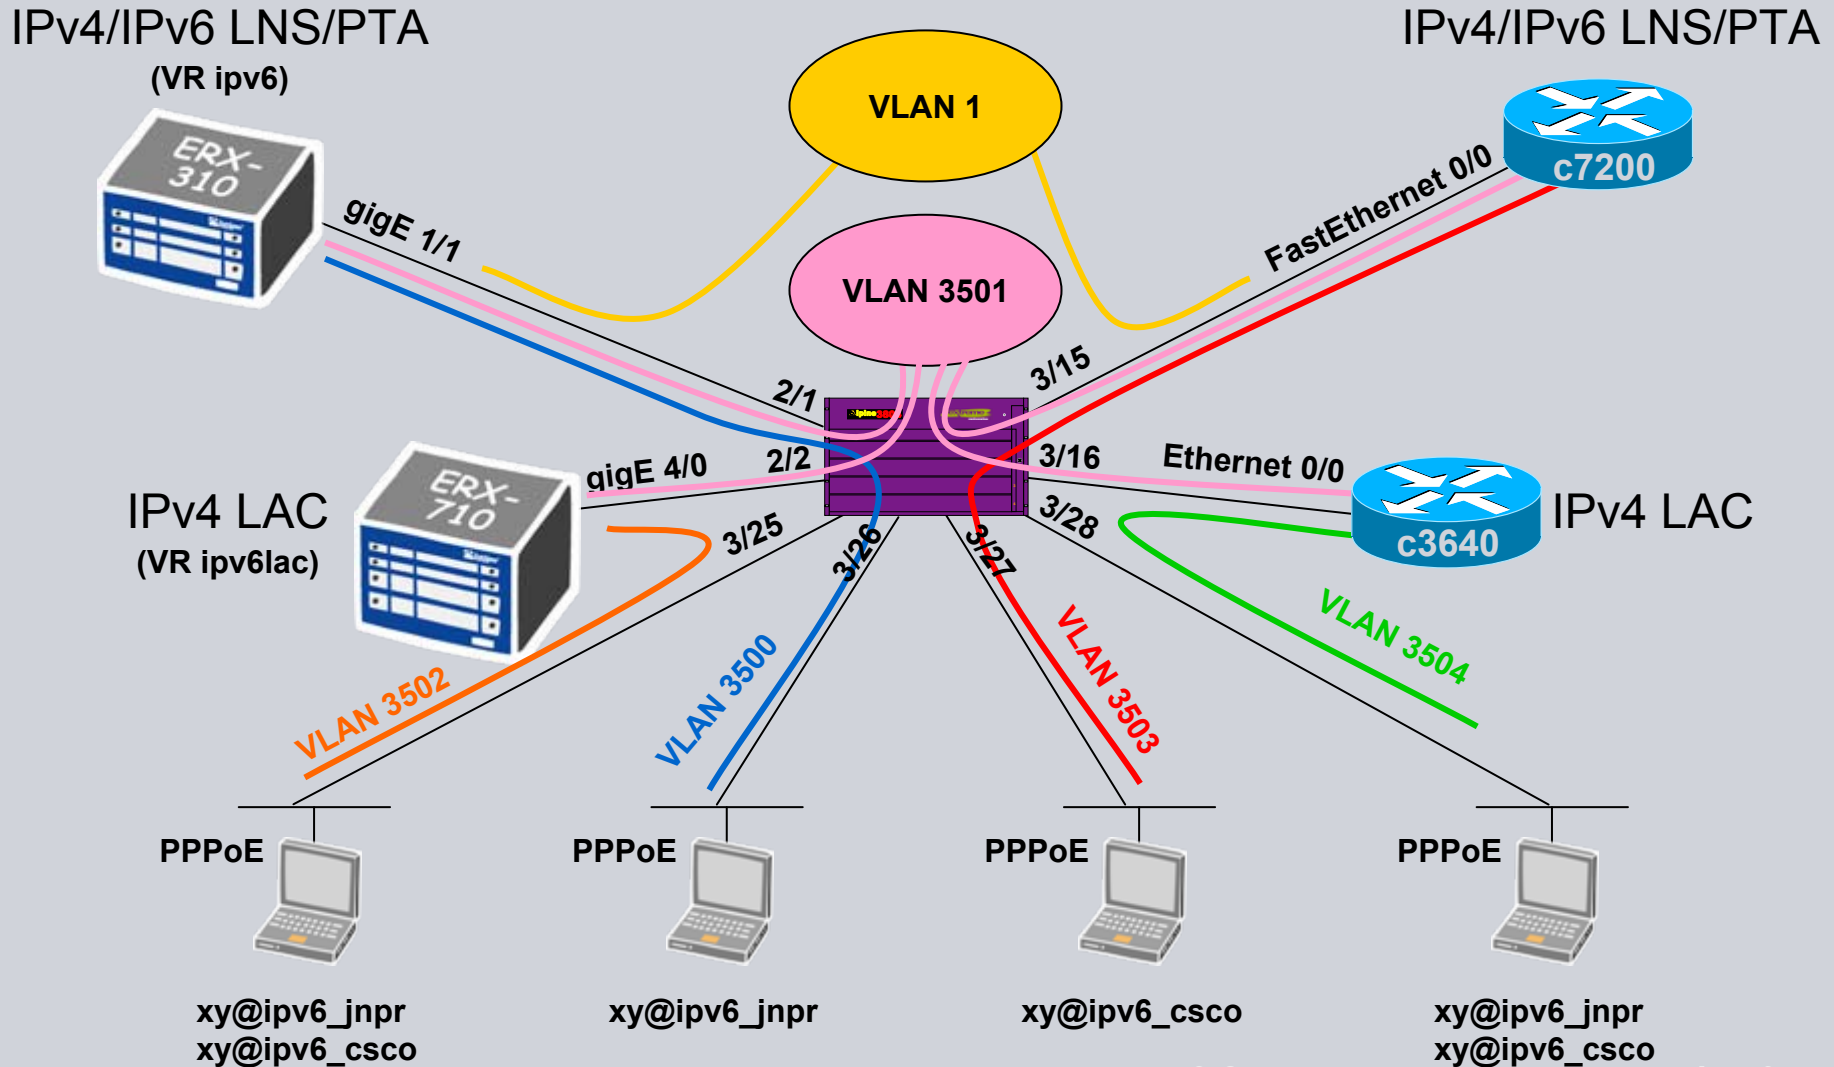 IPv4/IPv6 LNS/PTA
(VR ipv6)
IPv4/IPv6 LNS/PTA
VLAN 1
ERX-
310
c7200
gigE 1/1
FastEthernet 0/0
VLAN 3501
2/1
3/15
gigE 4/0
2/2
3/16
Ethernet 0/0
ERX-
710
IPv4 LAC
(VR ipv6lac)
c3640
IPv4 LAC
3/25
3/26
3/27
3/28
VLAN 3502
VLAN 3500
VLAN 3503
VLAN 3504
PPPoE
PPPoE
PPPoE
PPPoE
xy@ipv6_jnpr
xy@ipv6_csco
xy@ipv6_jnpr
xy@ipv6_csco
xy@ipv6_jnpr
xy@ipv6_csco